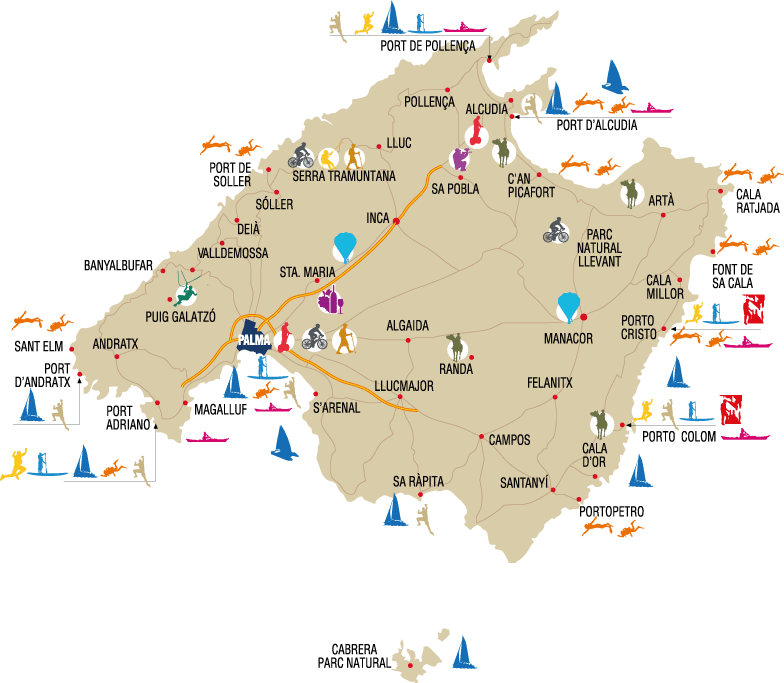 PORT DE POLLENÇA
POLLENÇA
ALCUDIA
PORT D'ALCUDIA
LLUC
SERRA TRAMUNTANA
PORT DE
SOLLER
SÓLLER
SA POBLA
C'AN
PICAFORT
ARTÀ
CALA
RATJADA
DEIÀ
INCA
PARC
NATURAL
LLEVANT
VALLDEMOSSA
BANYALBUFAR
STA. MARIA
FONT DE
SA CALA
CALA
MILLOR
PUIG GALATZÓ
PORTO
CRISTO
MANACOR
PALMA
ALGAIDA
SANT ELM
ANDRATX
RANDA
PORT
D'ANDRATX
LLUCMAJOR
FELANITX
PORT
ADRIANO
MAGALLUF
S'ARENAL
CAMPOS
PORTO COLOM
CALA
D'OR
SA RÀPITA
SANTANYÍ
PORTOPETRO
CABRERA
PARC NATURAL